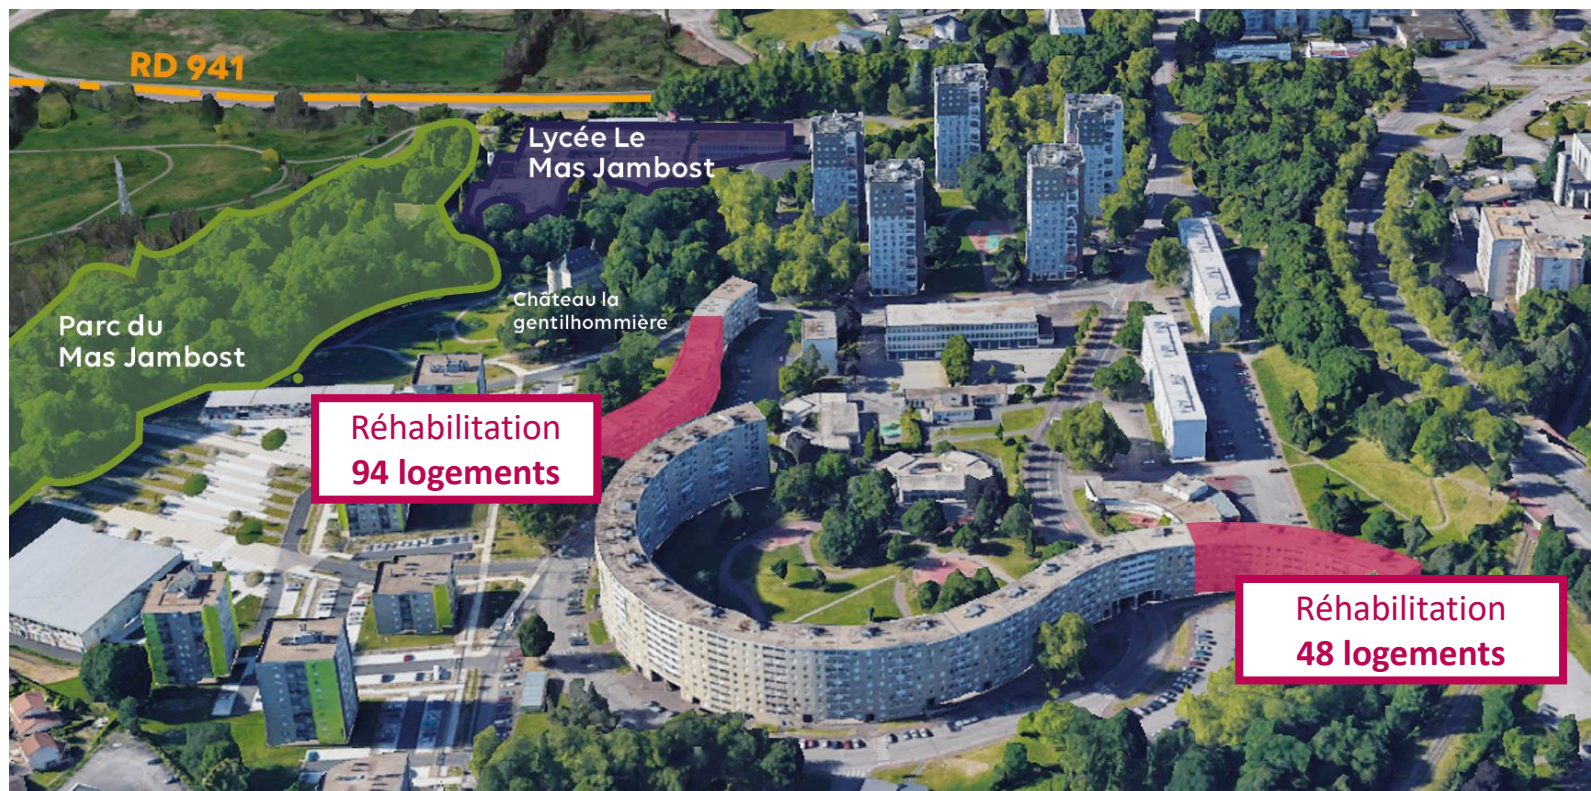 RD 941
Lycée Le
Mas Jambost
Château la
gentilhommière
Parc du
Mas Jambost
Réhabilitation
94 logements
Réhabilitation
48 logements